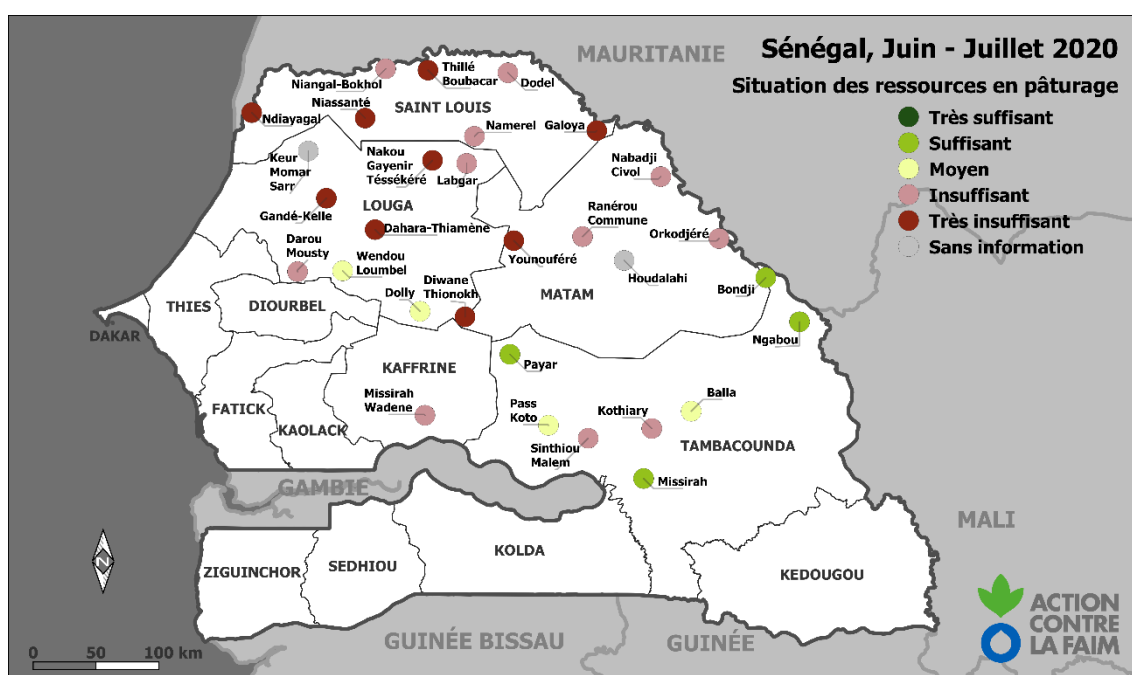 MAURITANIE
Sénégal, Juin - Juillet 2020
Situation des ressources en pâturage
Très suffisant
Suffisant
Moyen
Insuffisant
Très insuffisant
Sans information
Niangal-Bokhol
Thillé
Boubacar
Dodel
Niassanté
SAINT LOUIS
Ndiayagal
Namerel
Galoya
Keur
Momar
Sarr
Nakou
Gayenir
Téssékéré
Labgar
Nabadji
Civol
LOUGA
Gandé-Kelle
Ranérou
Commune
Orkodjéré
Dahara-Thiamène
Younouféré
Darou
Mousty
Wendou
Loumbel
Houdalahi
Diwane
Thionokh
Dolly
MATAM
Bondji
THIES
DIOURBEL
DAKAR
Ngabou
Payar
KAFFRINE
Missirah
Wadene
Pass
Koto
Kothiary
Balla
FATICK
KAOLACK
Sinthiou
Malem
TAMBACOUNDA
Missirah
GAMBIE
MALI
N
ZIGUINCHOR
SEDHIOU
KOLDA
KEDOUGOU
GUINÉE BISSAU
GUINÉE
0 50 100 km
ACTION
CONTRE
LA FAIM